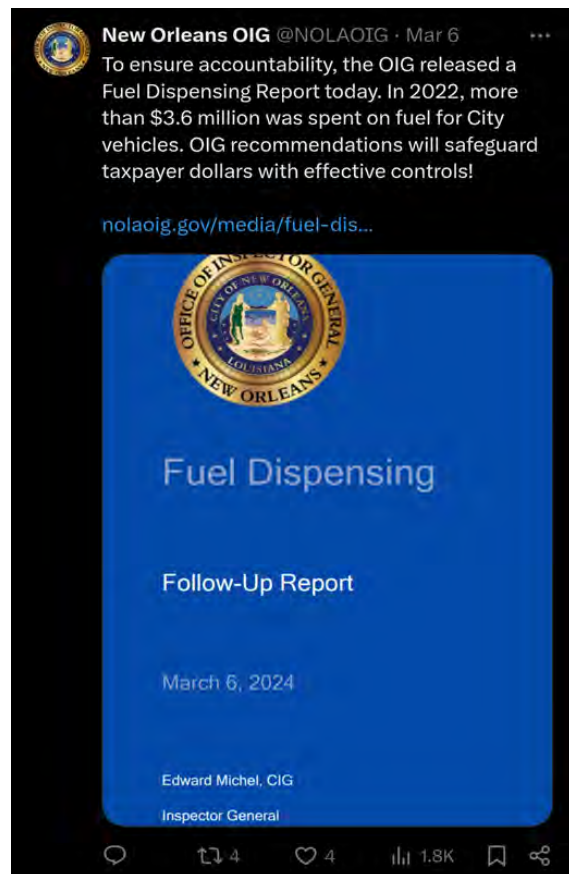 New Orleans OIG @NOLAOIG · Mar 6 ...
To ensure accountability, the OIG released a
Fuel Dispensing Report today. In 2022, more
than $3.6 million was spent on fuel for City
vehicles. OIG recommendations will safeguard
taxpayer dollars with effective controls!
nolaoig.gov/media/fuel-dis...
OFFICE OF INSPECTOR GENERAL
CITY OF NEW ORLEANS
LOUISIANA
NEW ORLEANS
Fuel Dispensing
Follow-Up Report
March 6, 2024
Edward Michel, CIG
Inspector General
4 4 1.8K